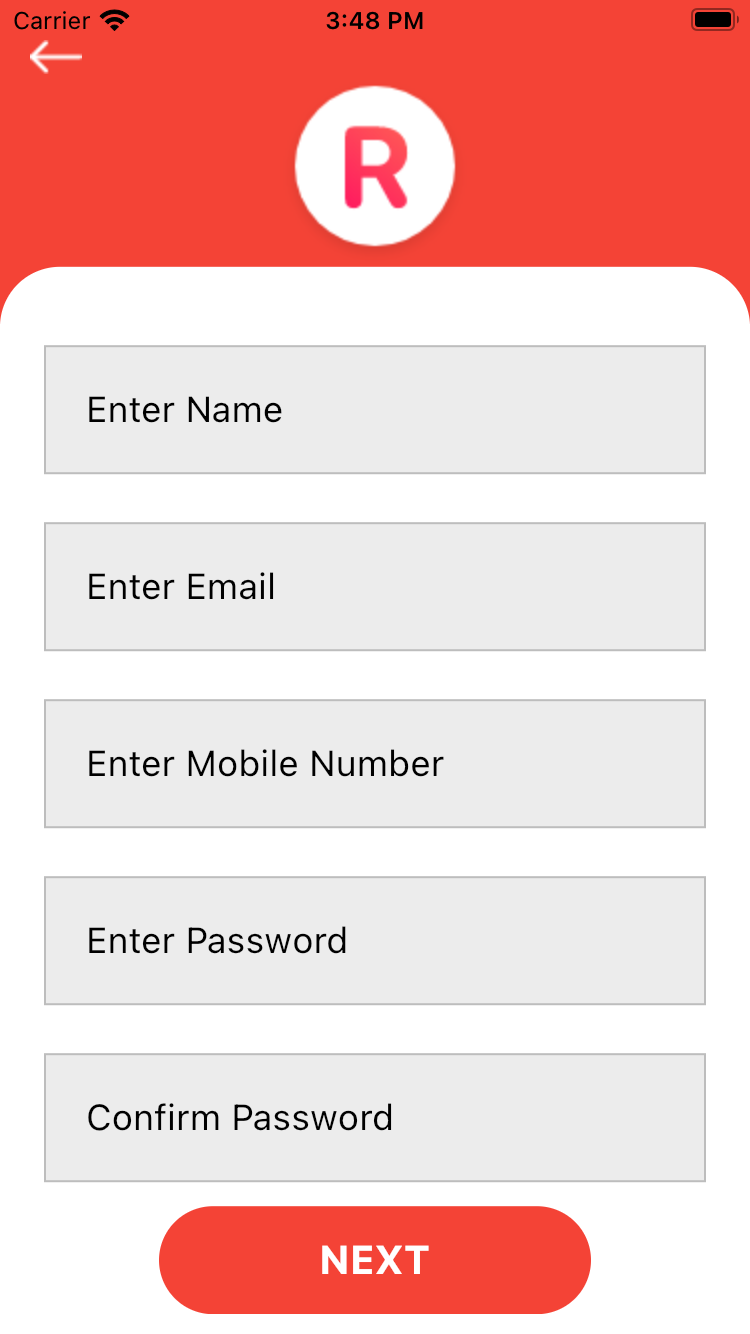 Carrier 3:48 PM
R
Enter Name
Enter Email
Enter Mobile Number
Enter Password
Confirm Password
NEXT